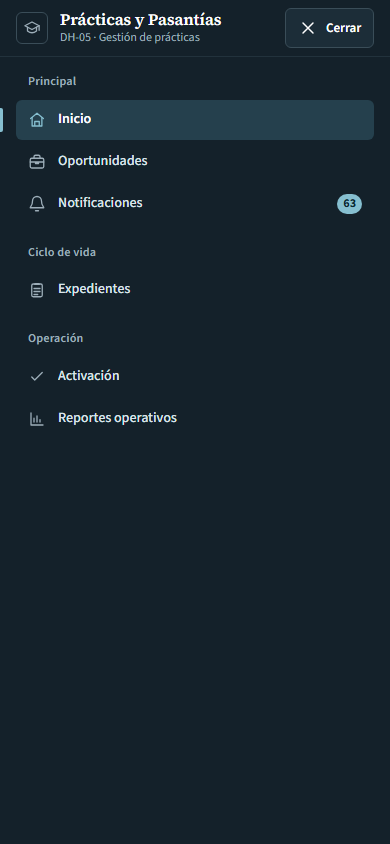 Prácticas y Pasantías
DH-05 · Gestión de prácticas
Cerrar
Principal
Inicio
Oportunidades
Notificaciones 63
Ciclo de vida
Expedientes
Operación
Activación
Reportes operativos